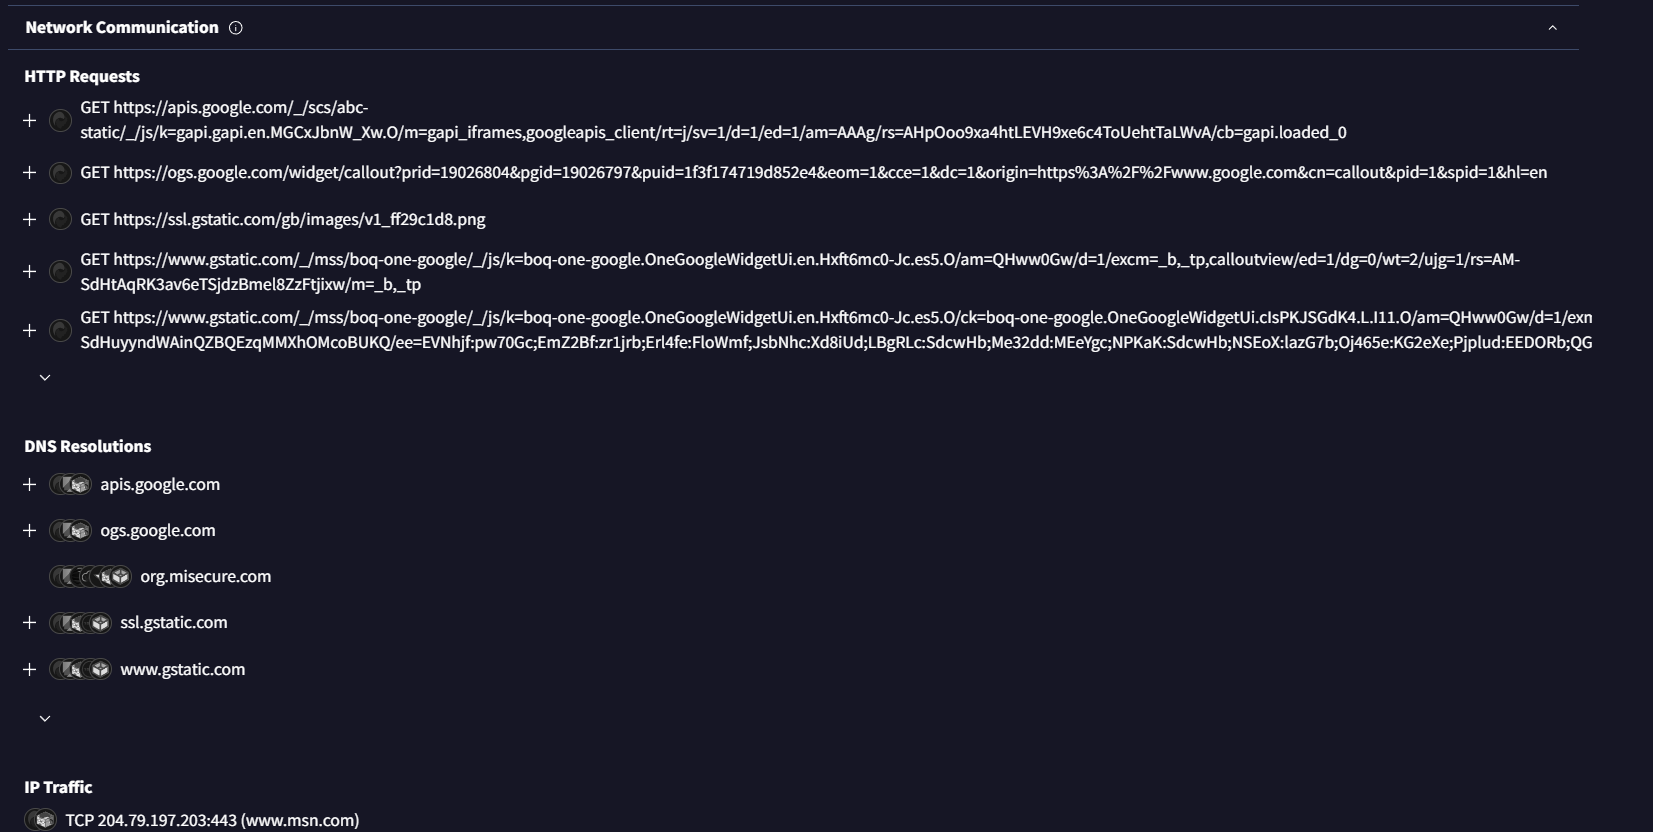 Network Communication
HTTP Requests
GET https://apis.google.com/_/scs/abc-
static/_/js/k=gapi.gapi.en.MGCxJbnW_Xw.O/m=gapi_iframes,googleapis_client/rt=j/sv=1/d=1/ed=1/am=AAAg/rs=AHpOoo9xa4htLEVH9xe6c4ToUehtTaLWvA/cb=gapi.loaded_0
GET https://ogs.google.com/widget/callout?prid=19026804&pgid=19026797&puid=1f3f174719d852e4&eom=1&cce=1&dc=1&origin=https%3A%2F%2Fwww.google.com&cn=callout&pid=1&spid=1&hl=en
GET https://ssl.gstatic.com/gb/images/v1_ff29c1d8.png
GET https://www.gstatic.com/_/mss/boq-one-google/_/js/k=boq-one-google.OneGoogleWidgetUi.en.Hxft6mc0-Jc.es5.O/am=QHww0Gw/d=1/excm=_b,_tp,calloutview/ed=1/dg=0/wt=2/ujg=1/rs=AM-
SdHtAqRK3av6eTSjdzBmel8ZzFtjixw/m=_b,_tp
GET https://www.gstatic.com/_/mss/boq-one-google/_/js/k=boq-one-google.OneGoogleWidgetUi.en.Hxft6mc0-Jc.es5.O/ck=boq-one-google.OneGoogleWidgetUi.cIsPKJSGdK4.L.I11.O/am=QHww0Gw/d=1/exm
SdHuyyndWAinQZBQEzqMMXhOMcoBUKQ/ee=EVNhjf:pw70Gc;EmZ2Bf:zr1jrb;Erl4fe:FloWmf;JsbNhc:Xd8iUd;LBgRLc:SdcwHb;Me32dd:MEeYgc;NPKaK:SdcwHb;NSEoX:lazG7b;Oj465e:KG2eXe;Pjplud:EEDORb;QG
DNS Resolutions
apis.google.com
ogs.google.com
org.misecure.com
ssl.gstatic.com
www.gstatic.com
IP Traffic
TCP 204.79.197.203:443 (www.msn.com)